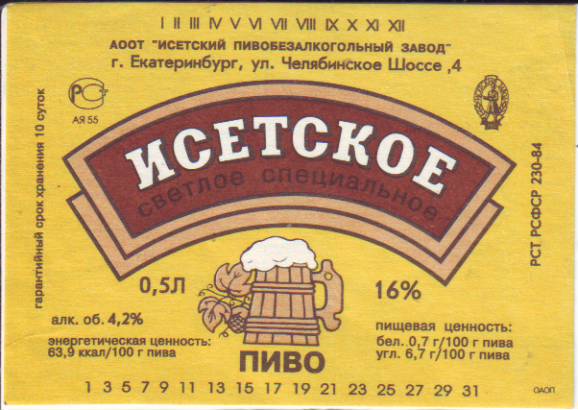 I II III IV V VI VII VIII IX X XI XII
АООТ "ИСЕТСКИЙ ПИВОБЕЗАЛКОГОЛЬНЫЙ ЗАВОД"
г. Екатеринбург, ул. Челябинское Шоссе ,4
РС
АЯ 55
гарантийный срок хранения 10 суток
ИСЕТСКОЕ
светлое специальное
РСТ РСФСР 230-84
0,5Л
16%
алк. об. 4,2%
энергетическая ценность:
63,9 ккал/100 г пива
пищевая ценность:
бел. 0,7 г/100 г пива
угл. 6,7 г/100 г пива
ПИВО
1 3 5 7 9 11 13 15 17 19 21 23 25 27 29 31
ОАОП